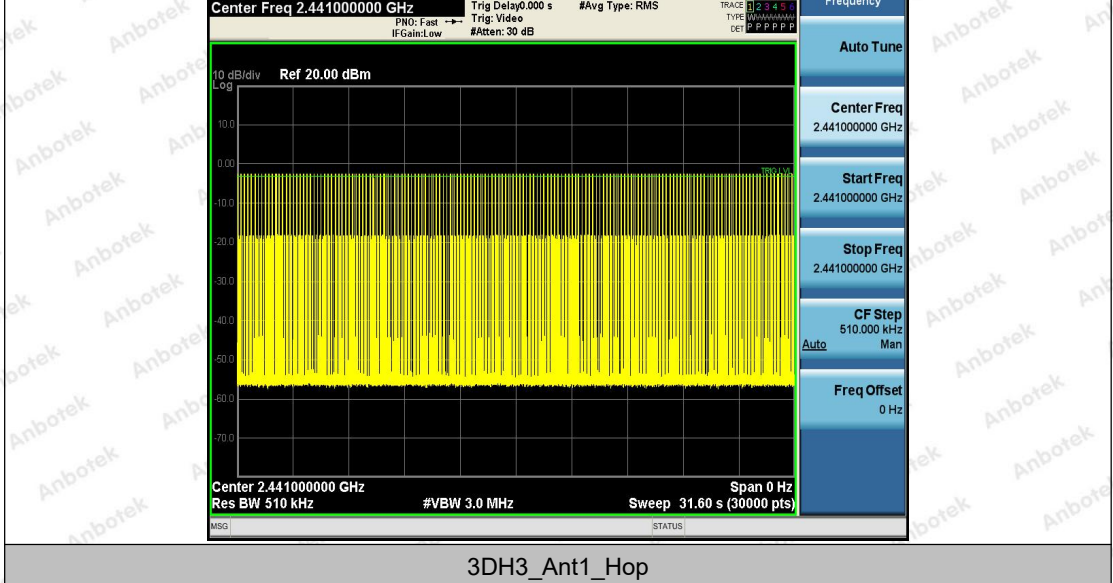 Center Freq 2.441000000 GHz
Trig Delay0.000 s
#Avg Type: RMS
TRACE 1 2 3 4 5 6
Frequency
PNO: Fast
Trig: Video
TYPE
IFGain:Low
#Atten: 30 dB
DET P P P P P P
Auto Tune
10 dB/div
Ref 20.00 dBm
Log
Center Freq
2.441000000 GHz
10.0
0.00
TRIG LVL
-10.0
-20.0
-30.0
-40.0
-50.0
-60.0
-70.0
Start Freq
2.441000000 GHz
Stop Freq
2.441000000 GHz
CF Step
510.000 kHz
Auto Man
Freq Offset
0 Hz
Center 2.441000000 GHz
Span 0 Hz
Res BW 510 kHz
#VBW 3.0 MHz
Sweep 31.60 s (30000 pts)
MSG
STATUS
3DH3_Ant1_Hop
Anbotek